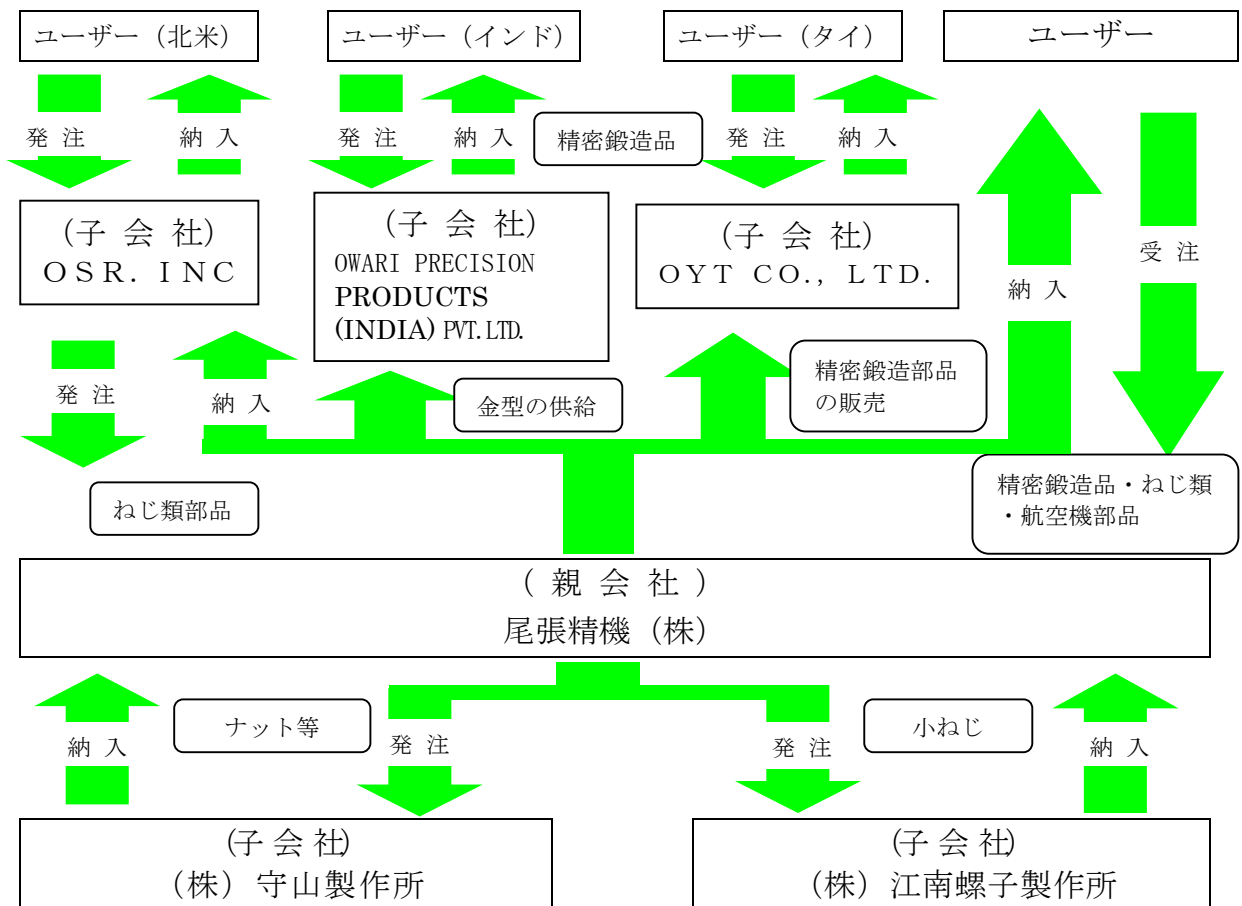 ユーザー（北米）
ユーザー（インド）
ユーザー（タイ）
ユーザー
発 注
納 入
発 注
納 入
精密鍛造品
発 注
納 入
(子 会 社)
ＯＳＲ．ＩＮＣ
(子 会 社)
OWARI PRECISION
PRODUCTS
(INDIA) PVT. LTD.
(子 会 社)
ＯＹＴ ＣＯ．，ＬＴＤ．
納 入
受 注
発 注
納 入
金型の供給
精密鍛造部品
の販売
ねじ類部品
精密鍛造品・ねじ類
・航空機部品
( 親 会 社 )
尾張精機（株）
納 入
ナット等
発 注
発 注
小ねじ
納 入
(子 会 社)
（株）守山製作所
(子 会 社)
（株）江南螺子製作所